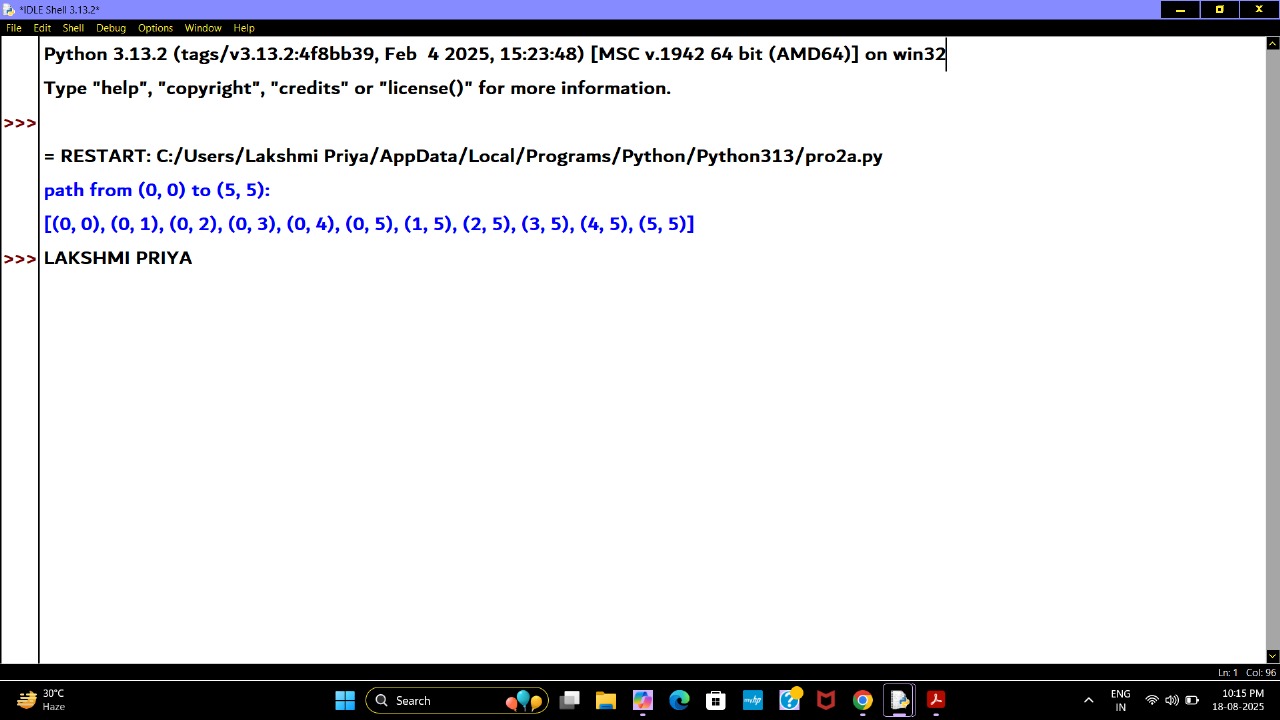 *IDLE Shell 3.13.2*
File Edit Shell Debug Options Window Help
Python 3.13.2 (tags/v3.13.2:4f8bb39, Feb  4 2025, 15:23:48) [MSC v.1942 64 bit (AMD64)] on win32
Type "help", "copyright", "credits" or "license()" for more information.
>>>
= RESTART: C:/Users/Lakshmi Priya/AppData/Local/Programs/Python/Python313/pro2a.py
path from (0, 0) to (5, 5):
[(0, 0), (0, 1), (0, 2), (0, 3), (0, 4), (0, 5), (1, 5), (2, 5), (3, 5), (4, 5), (5, 5)]
>>> LAKSHMI PRIYA
Ln: 1 Col: 96
30°C
Haze
Search
ENG
IN
10:15 PM
18-08-2025